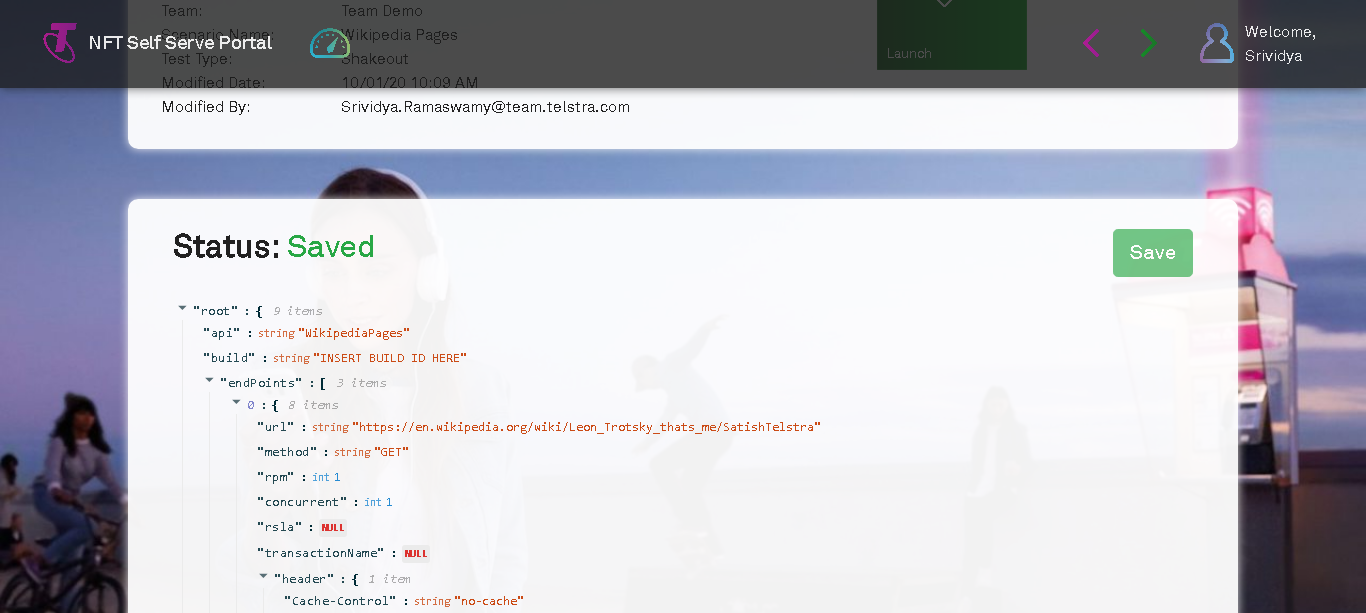 Team: Team Demo
Scenario Name: Wikipedia Pages
NFT Self Serve Portal
Welcome,
Srividya
Test Type: Shakeout
Launch
Modified Date: 10/01/20 10:09 AM
Modified By: Srividya.Ramaswamy@team.telstra.com
Status: Saved
Save
"root" : { 9 items
"api" : string "WikipediaPages"
"build" : string "INSERT BUILD ID HERE"
"endPoints" : [ 3 items
0 : { 8 items
"url" : string "https://en.wikipedia.org/wiki/Leon_Trotsky_thats_me/SatishTelstra"
"method" : string "GET"
"rpm" : int 1
"concurrent" : int 1
"rsla" : NULL
"transactionName" : NULL
"header" : { 1 item
"Cache-Control" : string "no-cache"